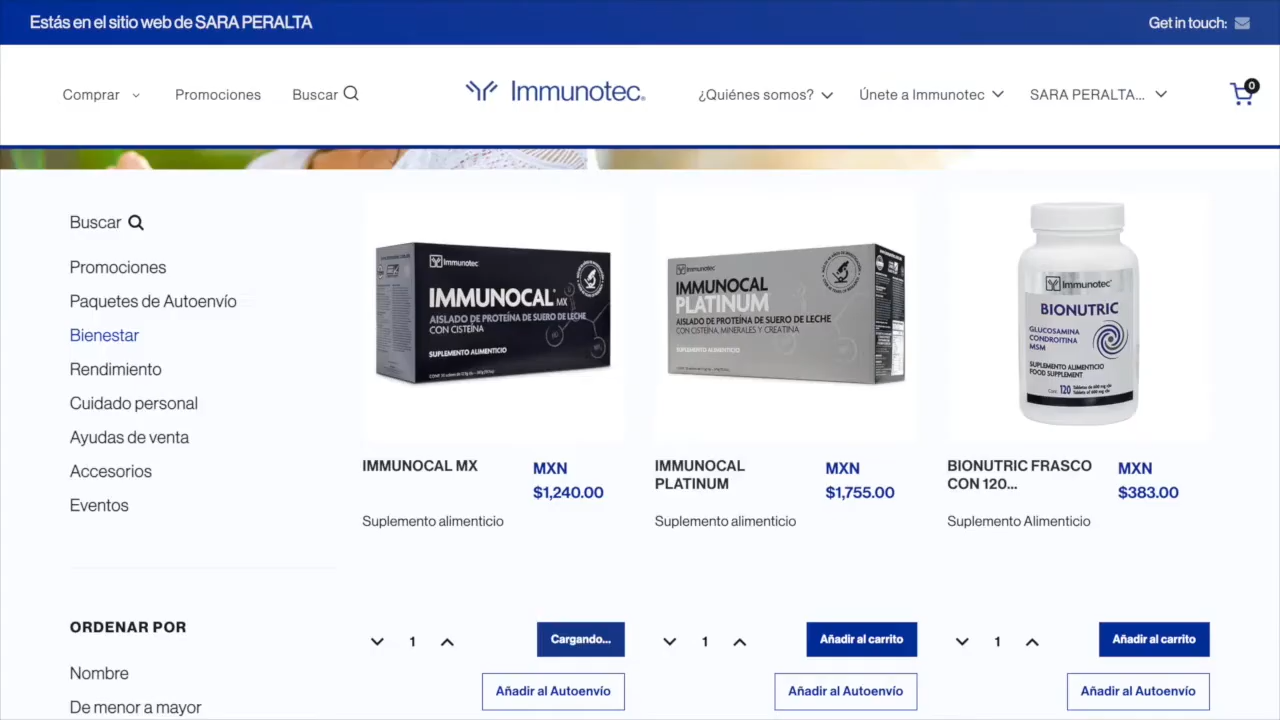 Estás en el sitio web de SARA PERALTA
Get in touch:
Comprar
Promociones
Buscar
Immunotec®
¿Quiénes somos?
Únete a Immunotec
SARA PERALTA...
0
Buscar
Promociones
Paquetes de Autoenvío
Bienestar
Rendimiento
Cuidado personal
Ayudas de venta
Accesorios
Eventos
Immunotec
IMMUNOCAL® MX
AISLADO DE PROTEÍNA DE SUERO DE LECHE
CON CISTEÍNA
SUPLEMENTO ALIMENTICIO
Immunotec
IMMUNOCAL
PLATINUM
AISLADO DE PROTEÍNA DE SUERO DE LECHE
CON CISTEÍNA, MINERALES Y CREATINA
SUPLEMENTO ALIMENTICIO
Immunotec
BIONUTRIC
GLUCOSAMINA
CONDROITINA
MSM
SUPLEMENTO ALIMENTICIO
FOOD SUPPLEMENT
120
IMMUNOCAL MX
MXN
$1,240.00
Suplemento alimenticio
IMMUNOCAL
PLATINUM
MXN
$1,755.00
Suplemento alimenticio
BIONUTRIC FRASCO
CON 120...
MXN
$383.00
Suplemento Alimenticio
ORDENAR POR
Nombre
De menor a mayor
1
Cargando...
Añadir al Autoenvío
1
Añadir al carrito
Añadir al Autoenvío
1
Añadir al carrito
Añadir al Autoenvío